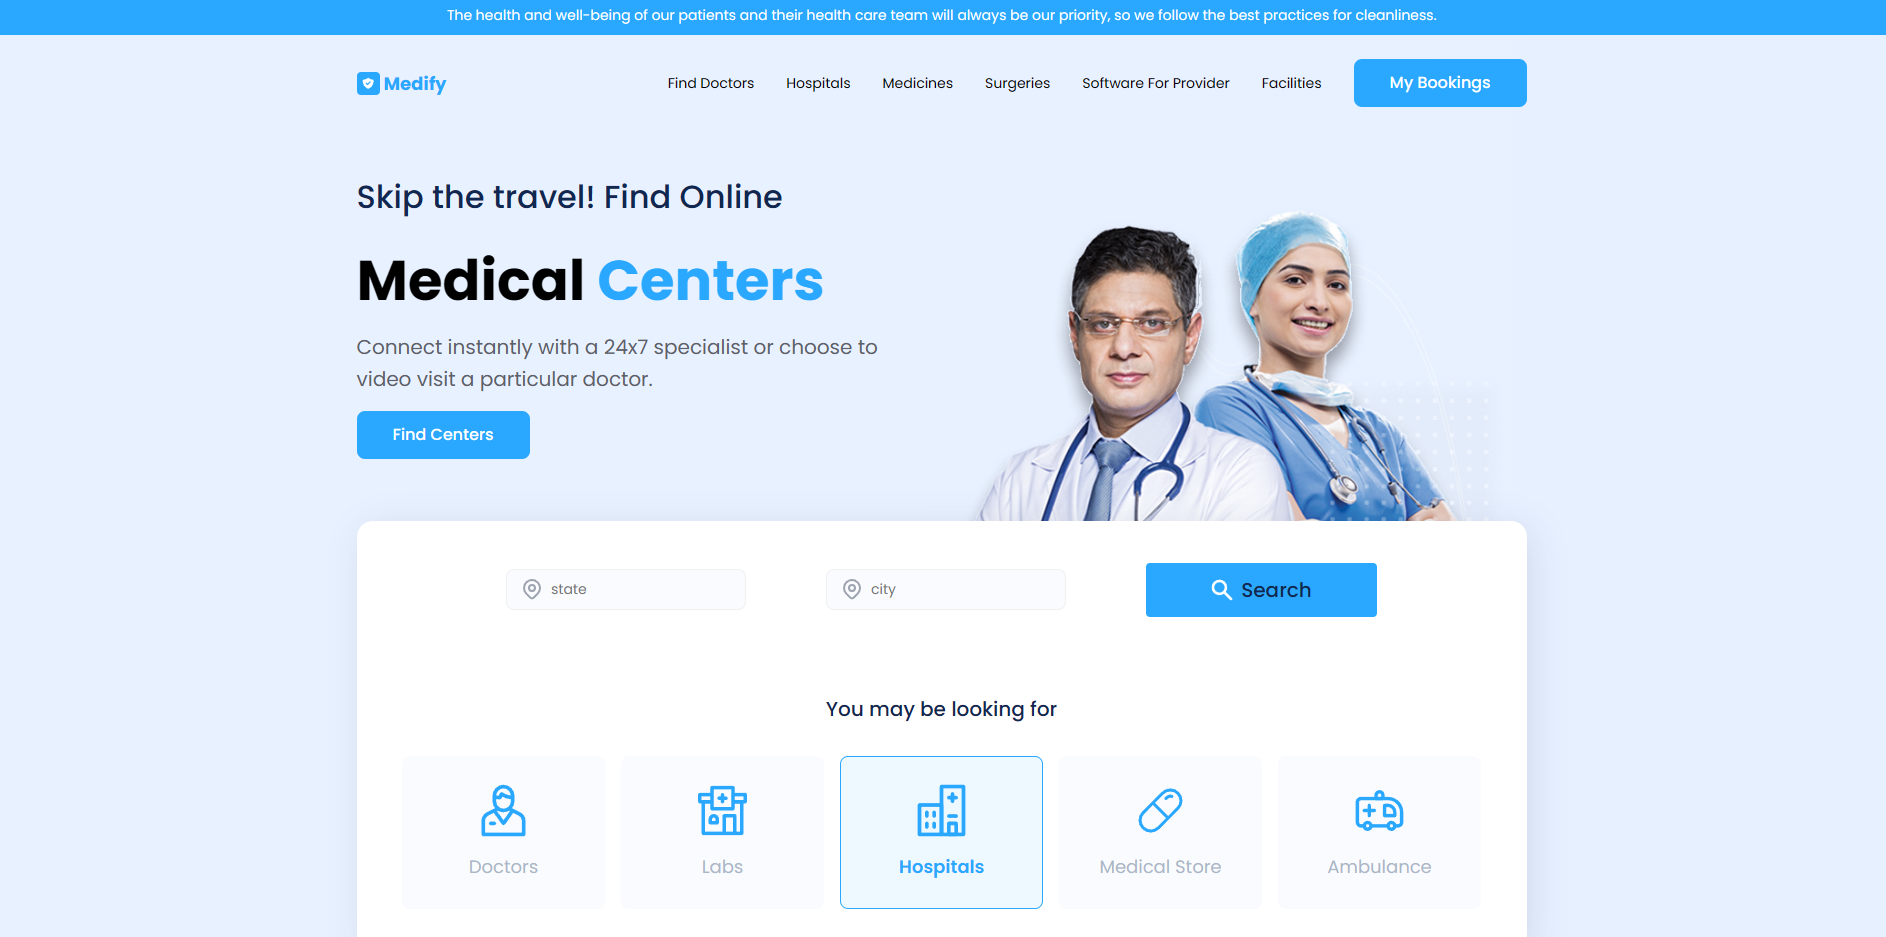 The health and well-being of our patients and their health care team will always be our priority, so we follow the best practices for cleanliness.
Medify
Find Doctors
Hospitals
Medicines
Surgeries
Software For Provider
Facilities
My Bookings
Skip the travel! Find Online
Medical Centers
Connect instantly with a 24x7 specialist or choose to
video visit a particular doctor.
Find Centers
state
city
Search
You may be looking for
Doctors
Labs
Hospitals
Medical Store
Ambulance